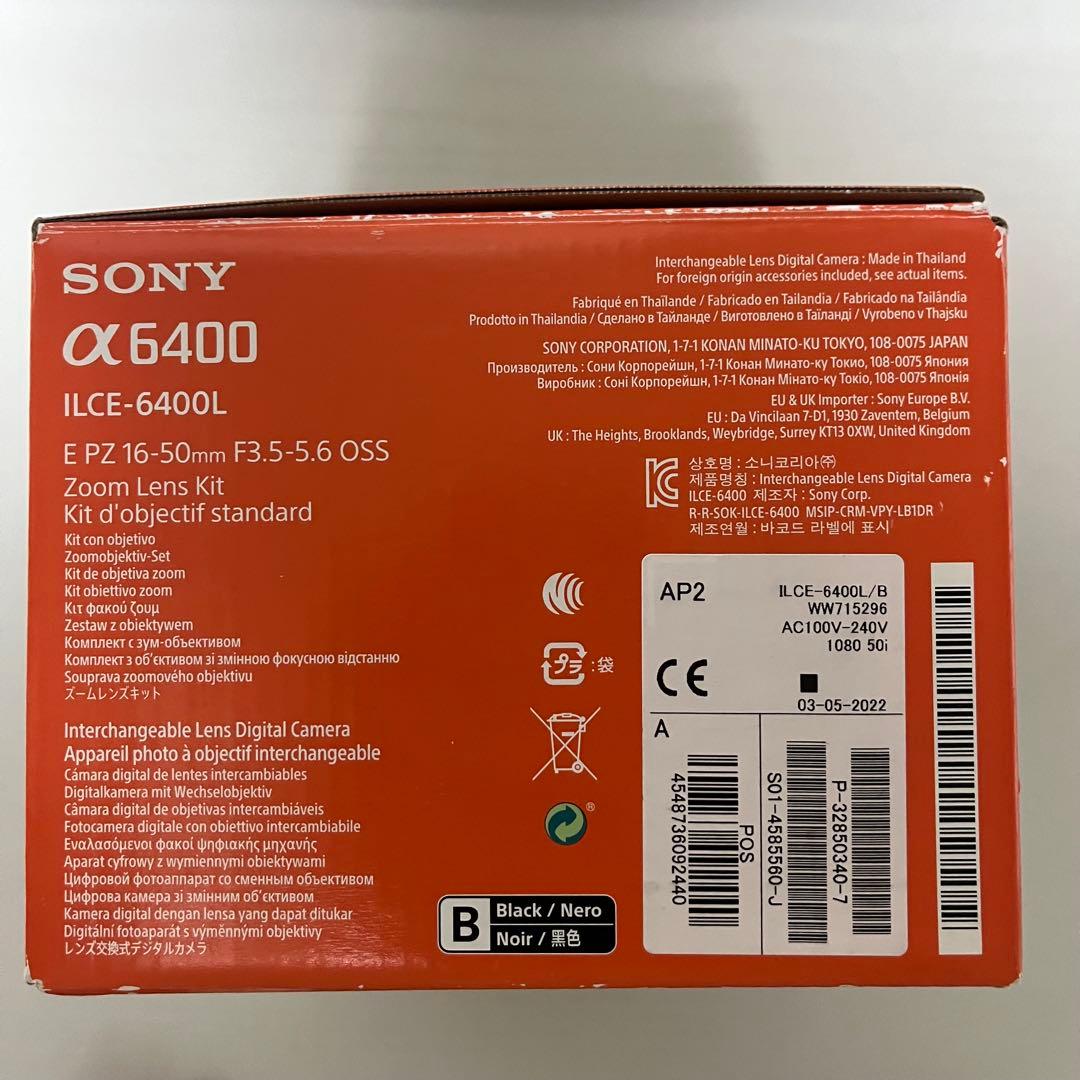 SONY
α6400
ILCE-6400L
E PZ 16-50mm F3.5-5.6 OSS
Zoom Lens Kit
Kit d'objectif standard
Kit con objetivo
Zoomobjektiv-Set
Kit de objetiva zoom
Kit obiettivo zoom
Κιτ φακού ζουμ
Zestaw z obiektywem
Комплект с зум-объективом
Комплект з об'єктивом зі змінною фокусною відстанню
Souprava zoomového objektivu
ズームレンズキット
Interchangeable Lens Digital Camera
Appareil photo à objectif interchangeable
Cámara digital de lentes intercambiables
Digitalkamera mit Wechselobjektiv
Câmara digital de objetivas intercambiáveis
Fotocamera digitale con obiettivo intercambiabile
Εναλασόμενοι φακοί ψηφιακής μηχανής
Aparat cyfrowy z wymiennymi obiektywami
Цифровой фотоаппарат со сменным объективом
Цифрова камера зі змінним об'єктивом
Kamera digital dengan lensa yang dapat ditukar
Digitální fotoaparát s výměnnými objektivy
レンズ交換式デジタルカメラ
Interchangeable Lens Digital Camera : Made in Thailand
For foreign origin accessories included, see actual items.
Fabriqué en Thaïlande / Fabricado en Tailandia / Fabricado na Tailândia
Prodotto in Thailandia / Сделано в Тайланде / Виготовлено в Таїланді / Vyrobeno v Thajsku
SONY CORPORATION, 1-7-1 KONAN MINATO-KU TOKYO, 108-0075 JAPAN
Производитель : Сони Корпорейшн, 1-7-1 Конан Минато-ку Токио, 108-0075 Япония
Виробник : Соні Корпорейшн, 1-7-1 Конан Мінато-ку Токіо, 108-0075 Японія
EU & UK Importer : Sony Europe B.V.
EU : Da Vincilaan 7-D1, 1930 Zaventem, Belgium
UK : The Heights, Brooklands, Weybridge, Surrey KT13 0XW, United Kingdom
상호명 : 소니코리아㈜
제품명칭 : Interchangeable Lens Digital Camera
ILCE-6400 제조자 : Sony Corp.
R-R-SOK-ILCE-6400 MSIP-CRM-VPY-LB1DR
제조연월 : 바코드 라벨에 표시
プラ : 袋
®
B Black / Nero
Noir / 黑色
AP2
ILCE-6400L/B
WW715296
AC100V-240V
1080 50i
CE
03-05-2022
A
4548736092440
POS
S01-4585560-J
P-32850340-7